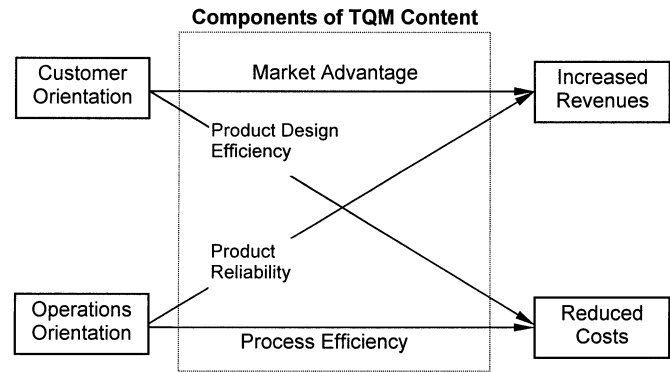 Components of TQM Content
Customer
Orientation
Market Advantage
Increased
Revenues
Product Design
Efficiency
Product
Reliability
Operations
Orientation
Process Efficiency
Reduced
Costs